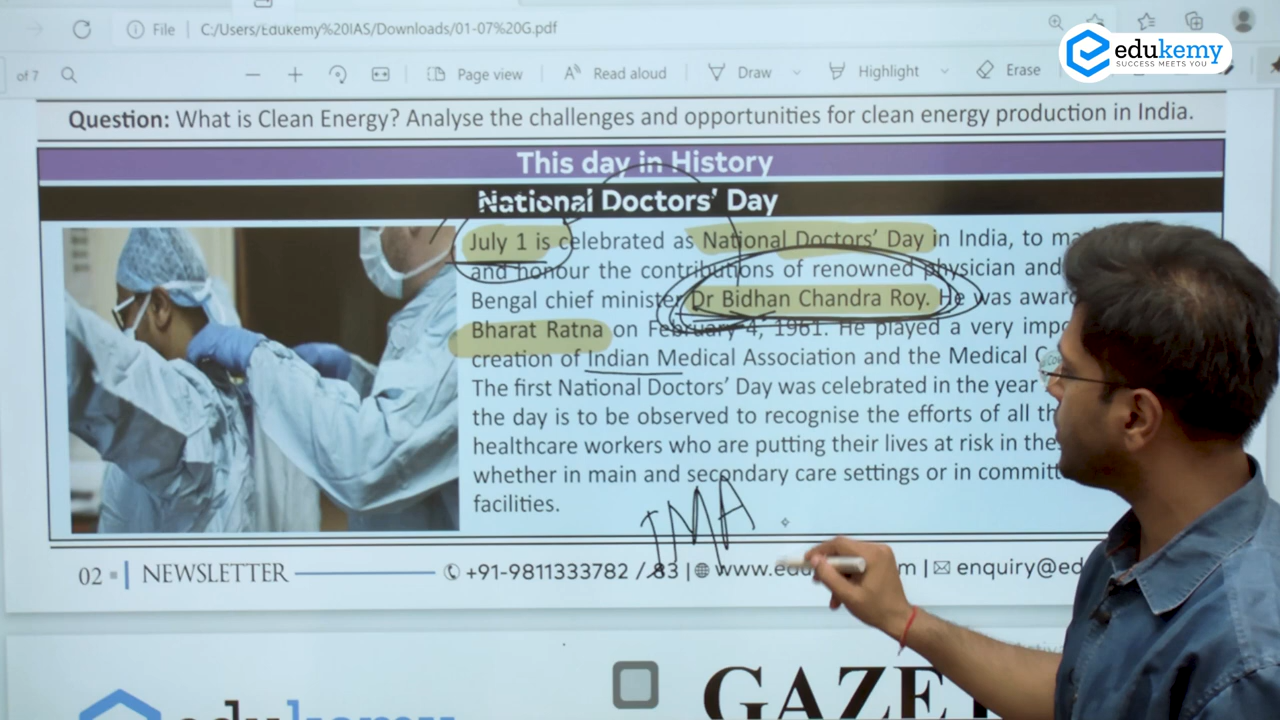 File C:/Users/Edukemy%20IAS/Downloads/01-07%20G.pdf
edukemy
SUCCESS MEETS YOU
of 7 Page view Read aloud Draw Highlight Erase
Question: What is Clean Energy? Analyse the challenges and opportunities for clean energy production in India.
This day in History
National Doctors' Day
July 1 is celebrated as National Doctors' Day in India, to
and honour the contributions of renowned physician and
Bengal chief minister Dr Bidhan Chandra Roy. He was
Bharat Ratna on February 4, 1961. He played a very
creation of Indian Medical Association and the Medical
The first National Doctors' Day was celebrated in the year
the day is to be observed to recognise the efforts of all
healthcare workers who are putting their lives at risk in
whether in main and secondary care settings or in
facilities.
IMA
02 NEWSLETTER +91-9811333782 / 83 | www. | enquiry@ed
edukemy
GAZE